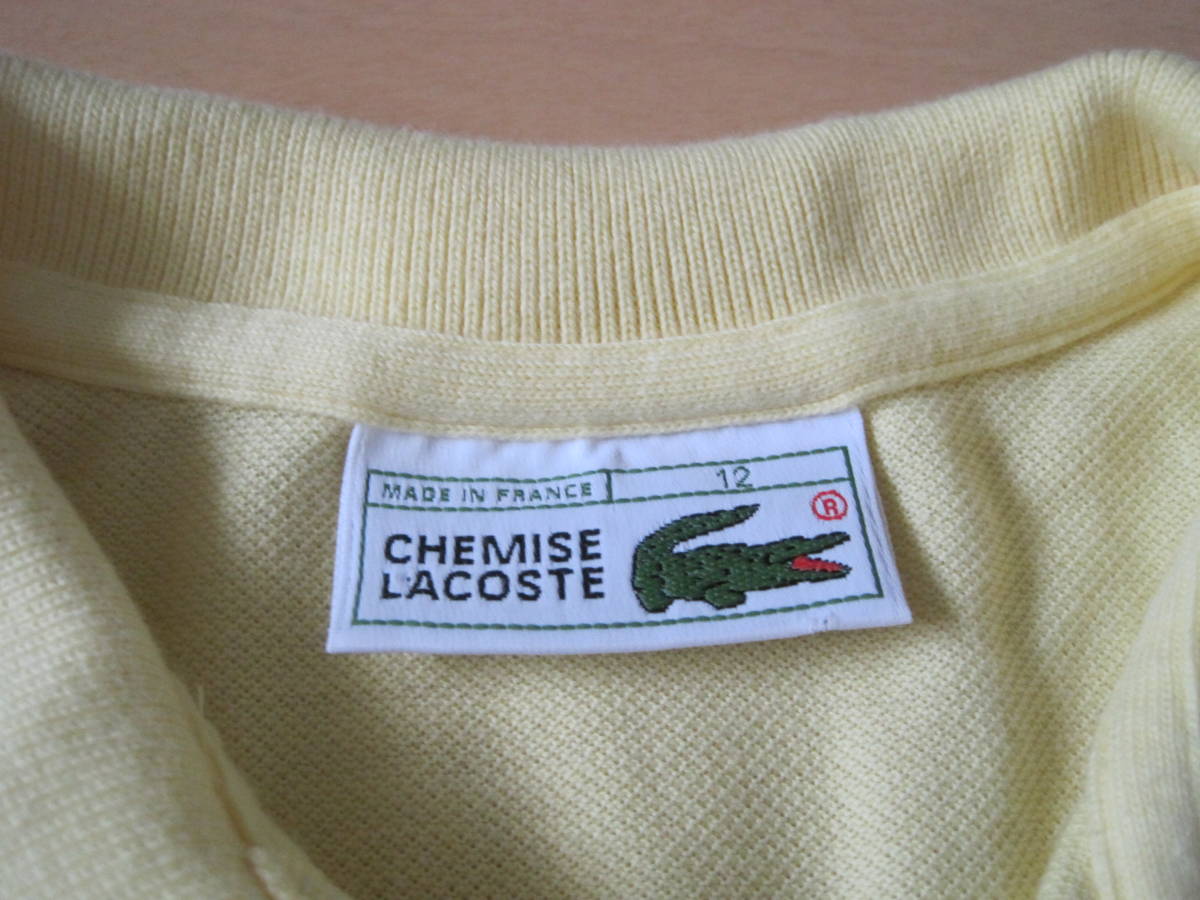 MADE IN FRANCE 12
CHEMISE
LACOSTE
®